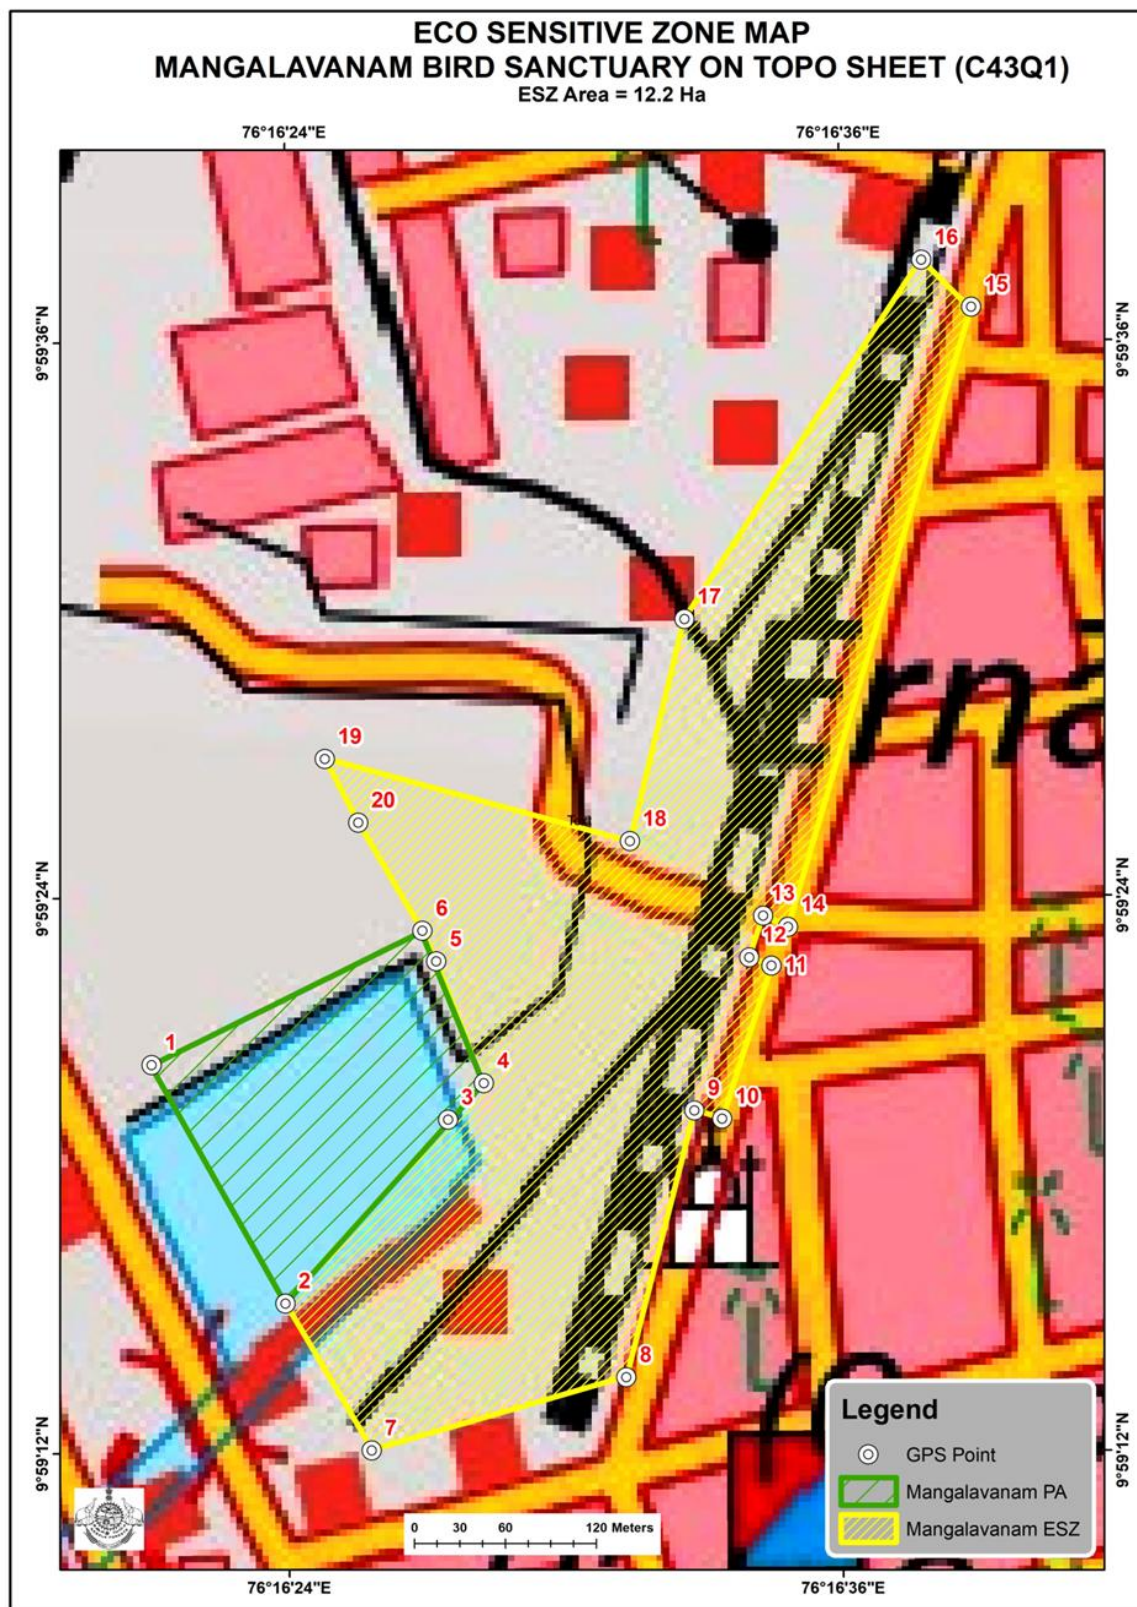 ECO SENSITIVE ZONE MAP
MANGALAVANAM BIRD SANCTUARY ON TOPO SHEET (C43Q1)
ESZ Area = 12.2 Ha
76°16'24"E 76°16'36"E
16
15
9°59'36"N 9°59'36"N
17
rna
19
20
18
9°59'24"N 9°59'24"N
13
14
6
12
5
11
1
4
3
9
10
2
8
7
9°59'12"N 9°59'12"N
Legend
GPS Point
Mangalavanam PA
Mangalavanam ESZ
0 30 60 120 Meters
76°16'24"E 76°16'36"E